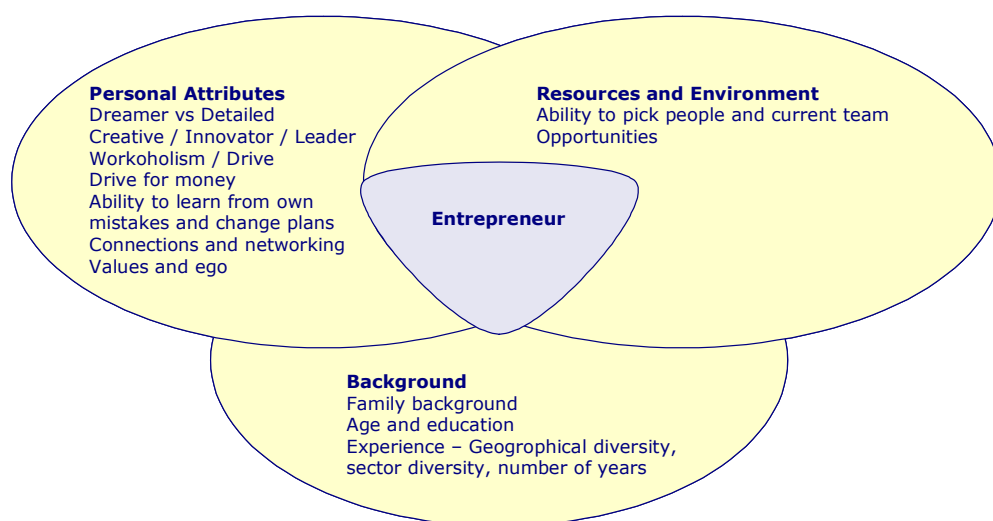 Personal Attributes
Dreamer vs Detailed
Creative / Innovator / Leader
Workoholism / Drive
Drive for money
Ability to learn from own
mistakes and change plans
Connections and networking
Values and ego
Resources and Environment
Ability to pick people and current team
Opportunities
Entrepreneur
Background
Family background
Age and education
Experience – Geographical diversity,
sector diversity, number of years